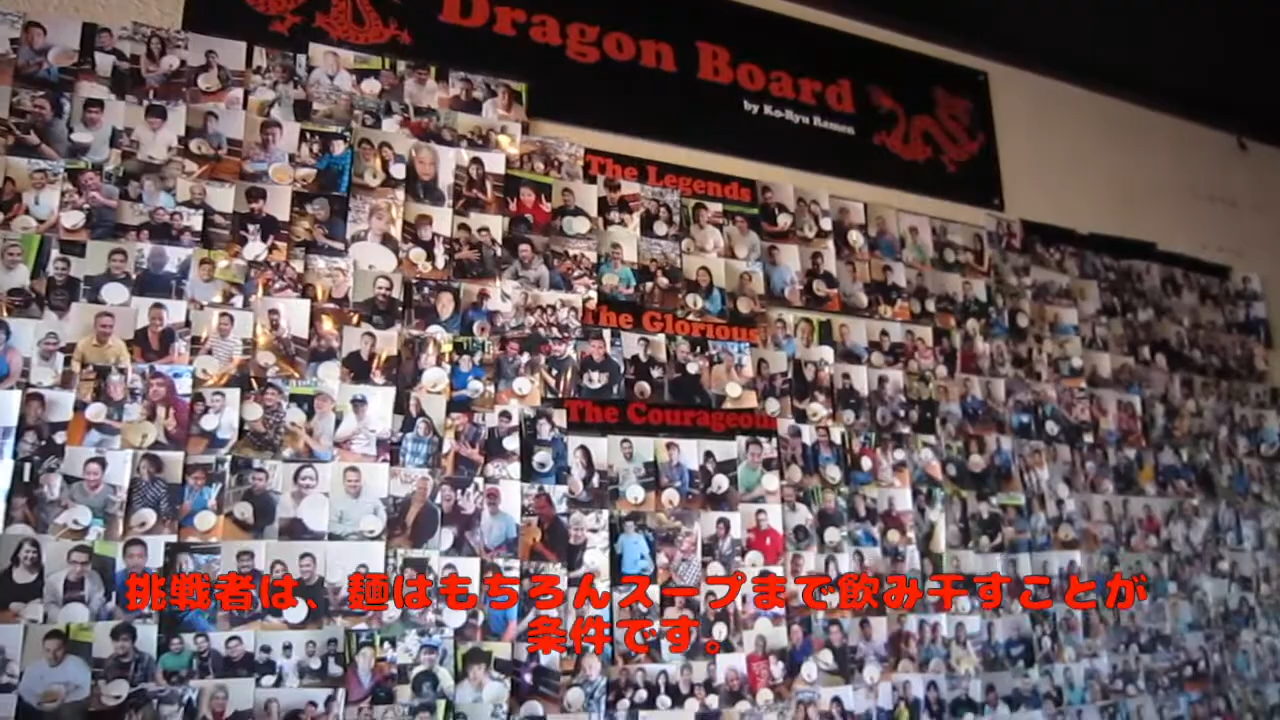 Dragon Board
by Ko-Ryu Ramen
The Legends
The Glorious
The Courageous
挑戦者は、麺はもちろんスープまで飲み干すことが
条件です。